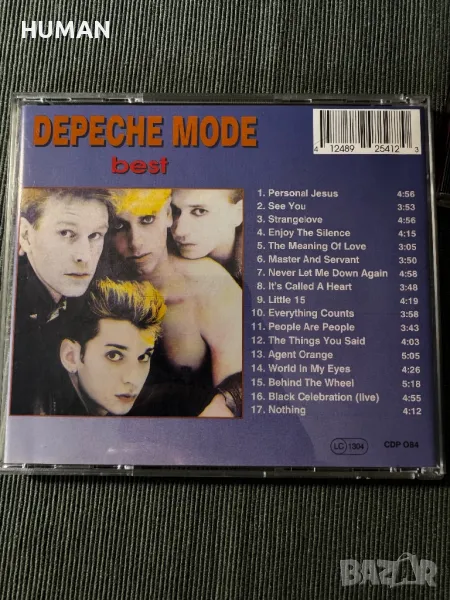 HUMAN
DEPECHE MODE
best
4 12489 25412 3
1. Personal Jesus 4:56
2. See You 3:53
3. Strangelove 4:56
4. Enjoy The Silence 4:15
5. The Meaning Of Love 3:05
6. Master And Servant 3:50
7. Never Let Me Down Again 4:58
8. It's Called A Heart 3:48
9. Little 15 4:19
10. Everything Counts 3:58
11. People Are People 3:43
12. The Things You Said 4:03
13. Agent Orange 5:05
14. World In My Eyes 4:26
15. Behind The Wheel 5:18
16. Black Celebration (live) 4:55
17. Nothing 4:12
LC 1304
CDP 084
BAZAR
bg